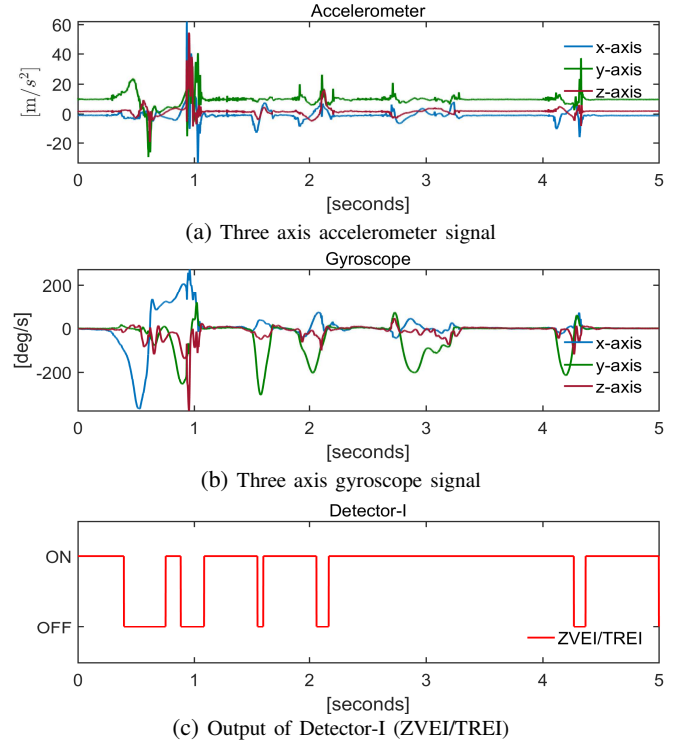 Accelerometer
[m/s²]
60
40
20
0
-20
x-axis
y-axis
z-axis
0 1 2 3 4 5
[seconds]
(a) Three axis accelerometer signal
Gyroscope
[deg/s]
200
0
-200
x-axis
y-axis
z-axis
0 1 2 3 4 5
[seconds]
(b) Three axis gyroscope signal
Detector-I
ON
OFF
ZVEI/TREI
0 1 2 3 4 5
[seconds]
(c) Output of Detector-I (ZVEI/TREI)